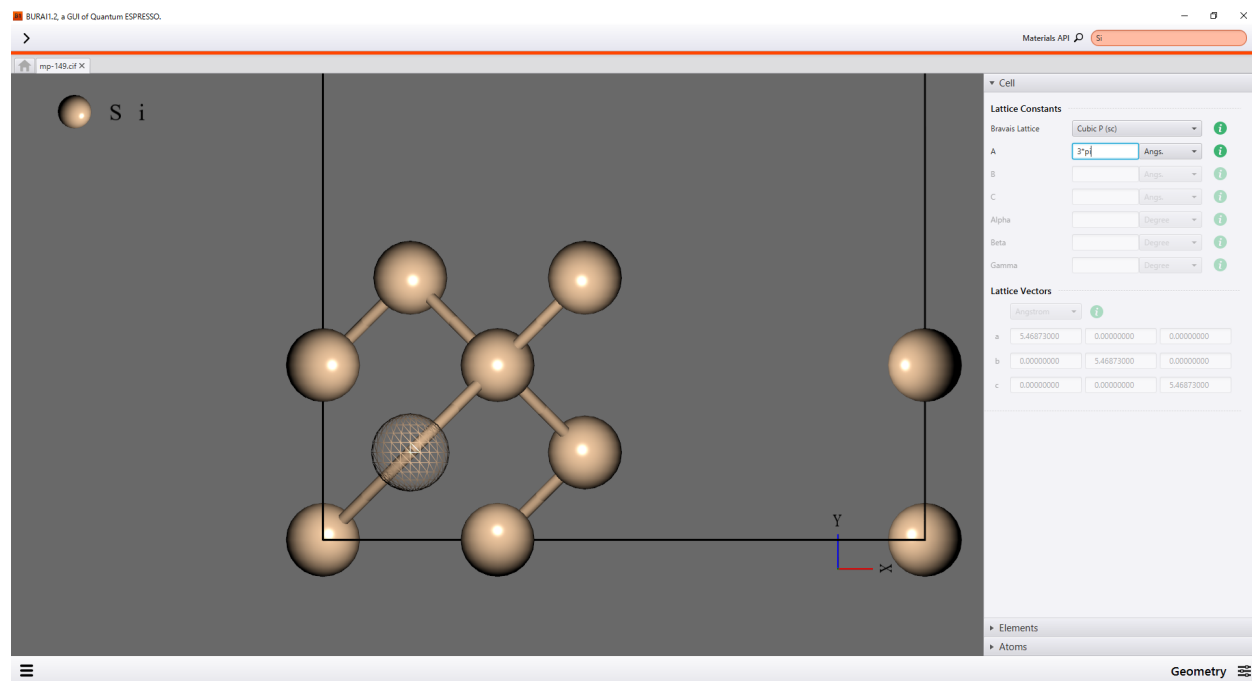 BURAI1.2, a GUI of Quantum ESPRESSO.
Materials API Si
mp-149.cif
S i
Cell
Lattice Constants
Bravais Lattice Cubic P (sc)
A 3*pi Angs.
B Angs.
C Angs.
Alpha Degree
Beta Degree
Gamma Degree
Lattice Vectors
Angstrom
a 5.46873000 0.00000000 0.00000000
b 0.00000000 5.46873000 0.00000000
c 0.00000000 0.00000000 5.46873000
Y
X
Elements
Atoms
Geometry